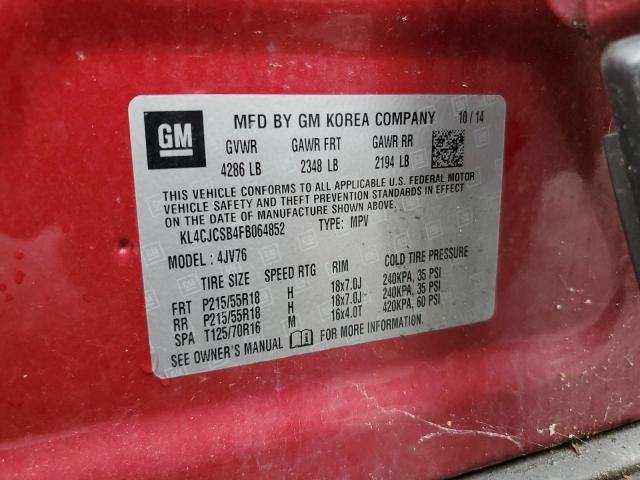 GM MFD BY GM KOREA COMPANY 10 / 14
GVWR GAWR FRT GAWR RR
4286 LB 2348 LB 2194 LB
THIS VEHICLE CONFORMS TO ALL APPLICABLE U.S. FEDERAL MOTOR
VEHICLE SAFETY AND THEFT PREVENTION STANDARDS IN EFFECT
ON THE DATE OF MANUFACTURE SHOWN ABOVE.
KL4CJCSB4FB064852 TYPE: MPV
MODEL : 4JV76
TIRE SIZE SPEED RTG RIM COLD TIRE PRESSURE
FRT P215/55R18 H 18x7.0J 240KPA, 35 PSI
RR P215/55R18 H 18x7.0J 240KPA, 35 PSI
SPA T125/70R16 M 16x4.0T 420KPA, 60 PSI
SEE OWNER'S MANUAL FOR MORE INFORMATION.